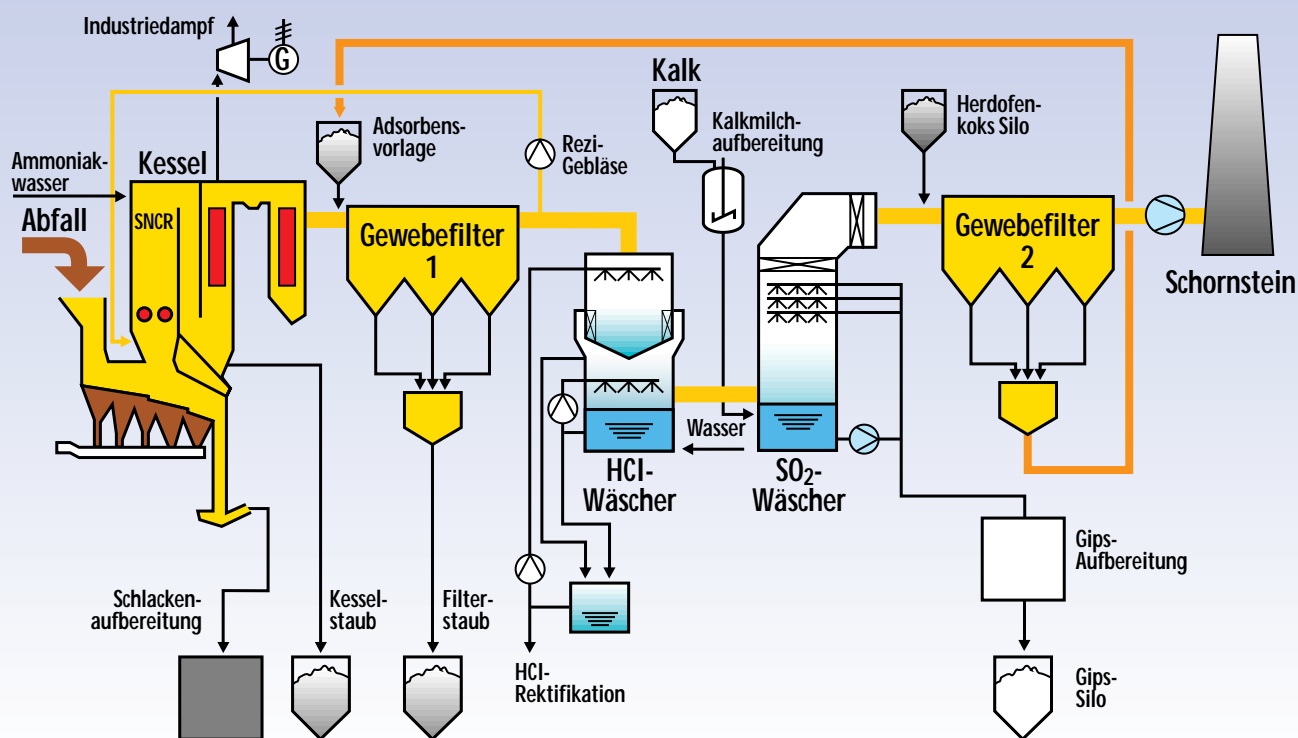 Industriedampf
G
Kalk
Adsorbens-
vorlage
Rezi-
Gebläse
Kalkmilch-
aufbereitung
Herdofen-
koks Silo
Ammoniak-
wasser
Kessel
Abfall
SNCR
Gewebefilter
1
Gewebefilter
2
Schornstein
Wasser
HCl-
Wäscher
SO₂-
Wäscher
Gips-
Aufbereitung
Schlacken-
aufbereitung
Kessel-
staub
Filter-
staub
HCl-
Rektifikation
Gips-
Silo